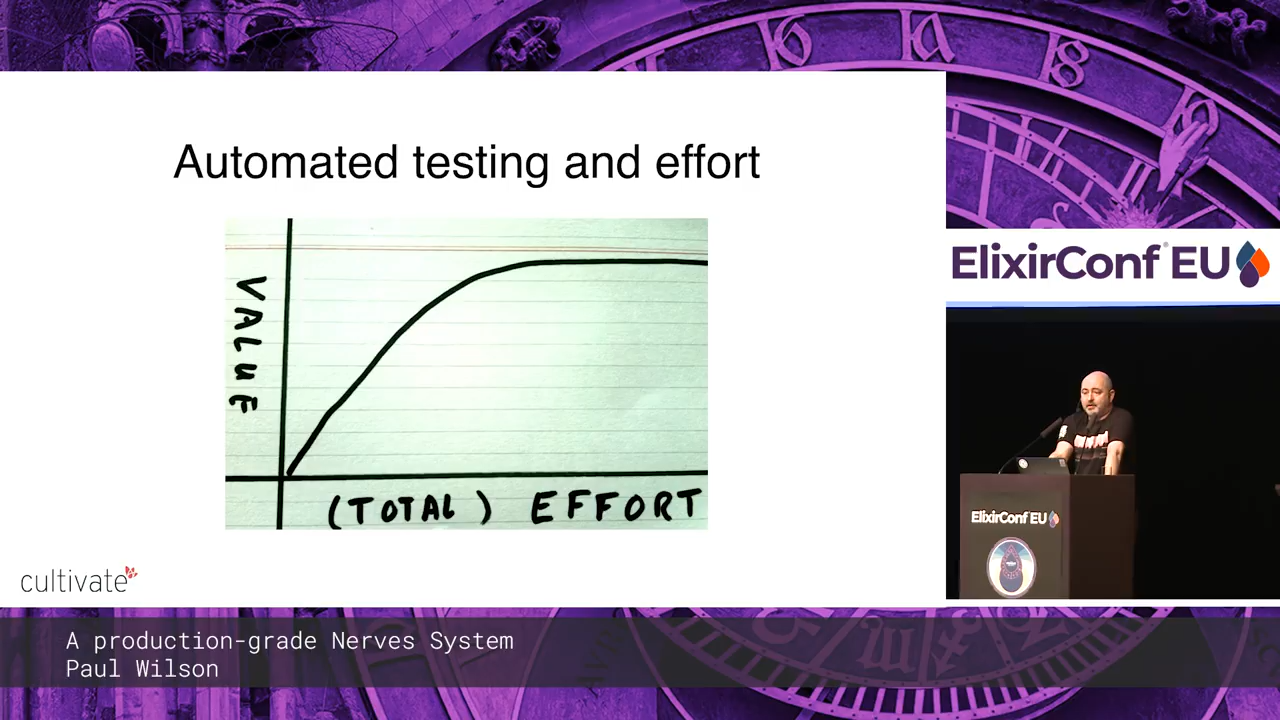 Automated testing and effort
VALUE
(TOTAL) EFFORT
cultivate
ElixirConf® EU
ElixirConf EU
A production-grade Nerves System
Paul Wilson